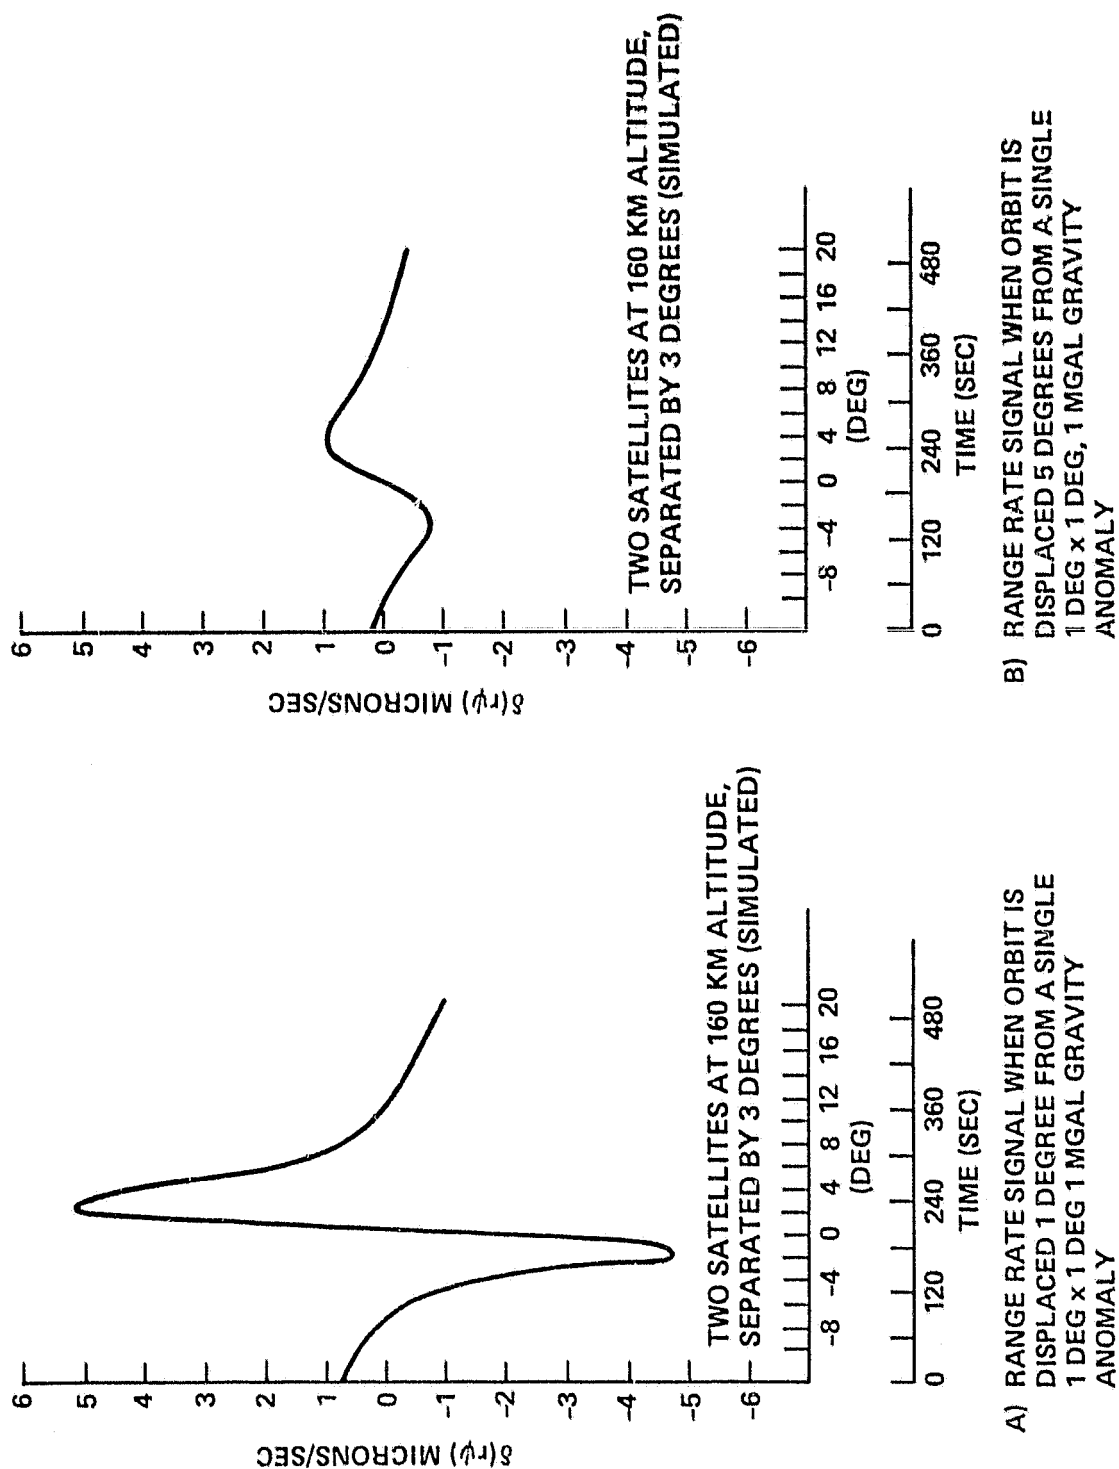 6
5
4
3
2
1
0
-1
-2
-3
-4
-5
-6
δ(rψ) MICRONS/SEC
TWO SATELLITES AT 160 KM ALTITUDE,
SEPARATED BY 3 DEGREES (SIMULATED)
-8 -4 0 4 8 12 16 20
(DEG)
0 120 240 360 480
TIME (SEC)
A) RANGE RATE SIGNAL WHEN ORBIT IS
DISPLACED 1 DEGREE FROM A SINGLE
1 DEG x 1 DEG 1 MGAL GRAVITY
ANOMALY
6
5
4
3
2
1
0
-1
-2
-3
-4
-5
-6
δ(rψ) MICRONS/SEC
TWO SATELLITES AT 160 KM ALTITUDE,
SEPARATED BY 3 DEGREES (SIMULATED)
-8 -4 0 4 8 12 16 20
(DEG)
0 120 240 360 480
TIME (SEC)
B) RANGE RATE SIGNAL WHEN ORBIT IS
DISPLACED 5 DEGREES FROM A SINGLE
1 DEG x 1 DEG, 1 MGAL GRAVITY
ANOMALY